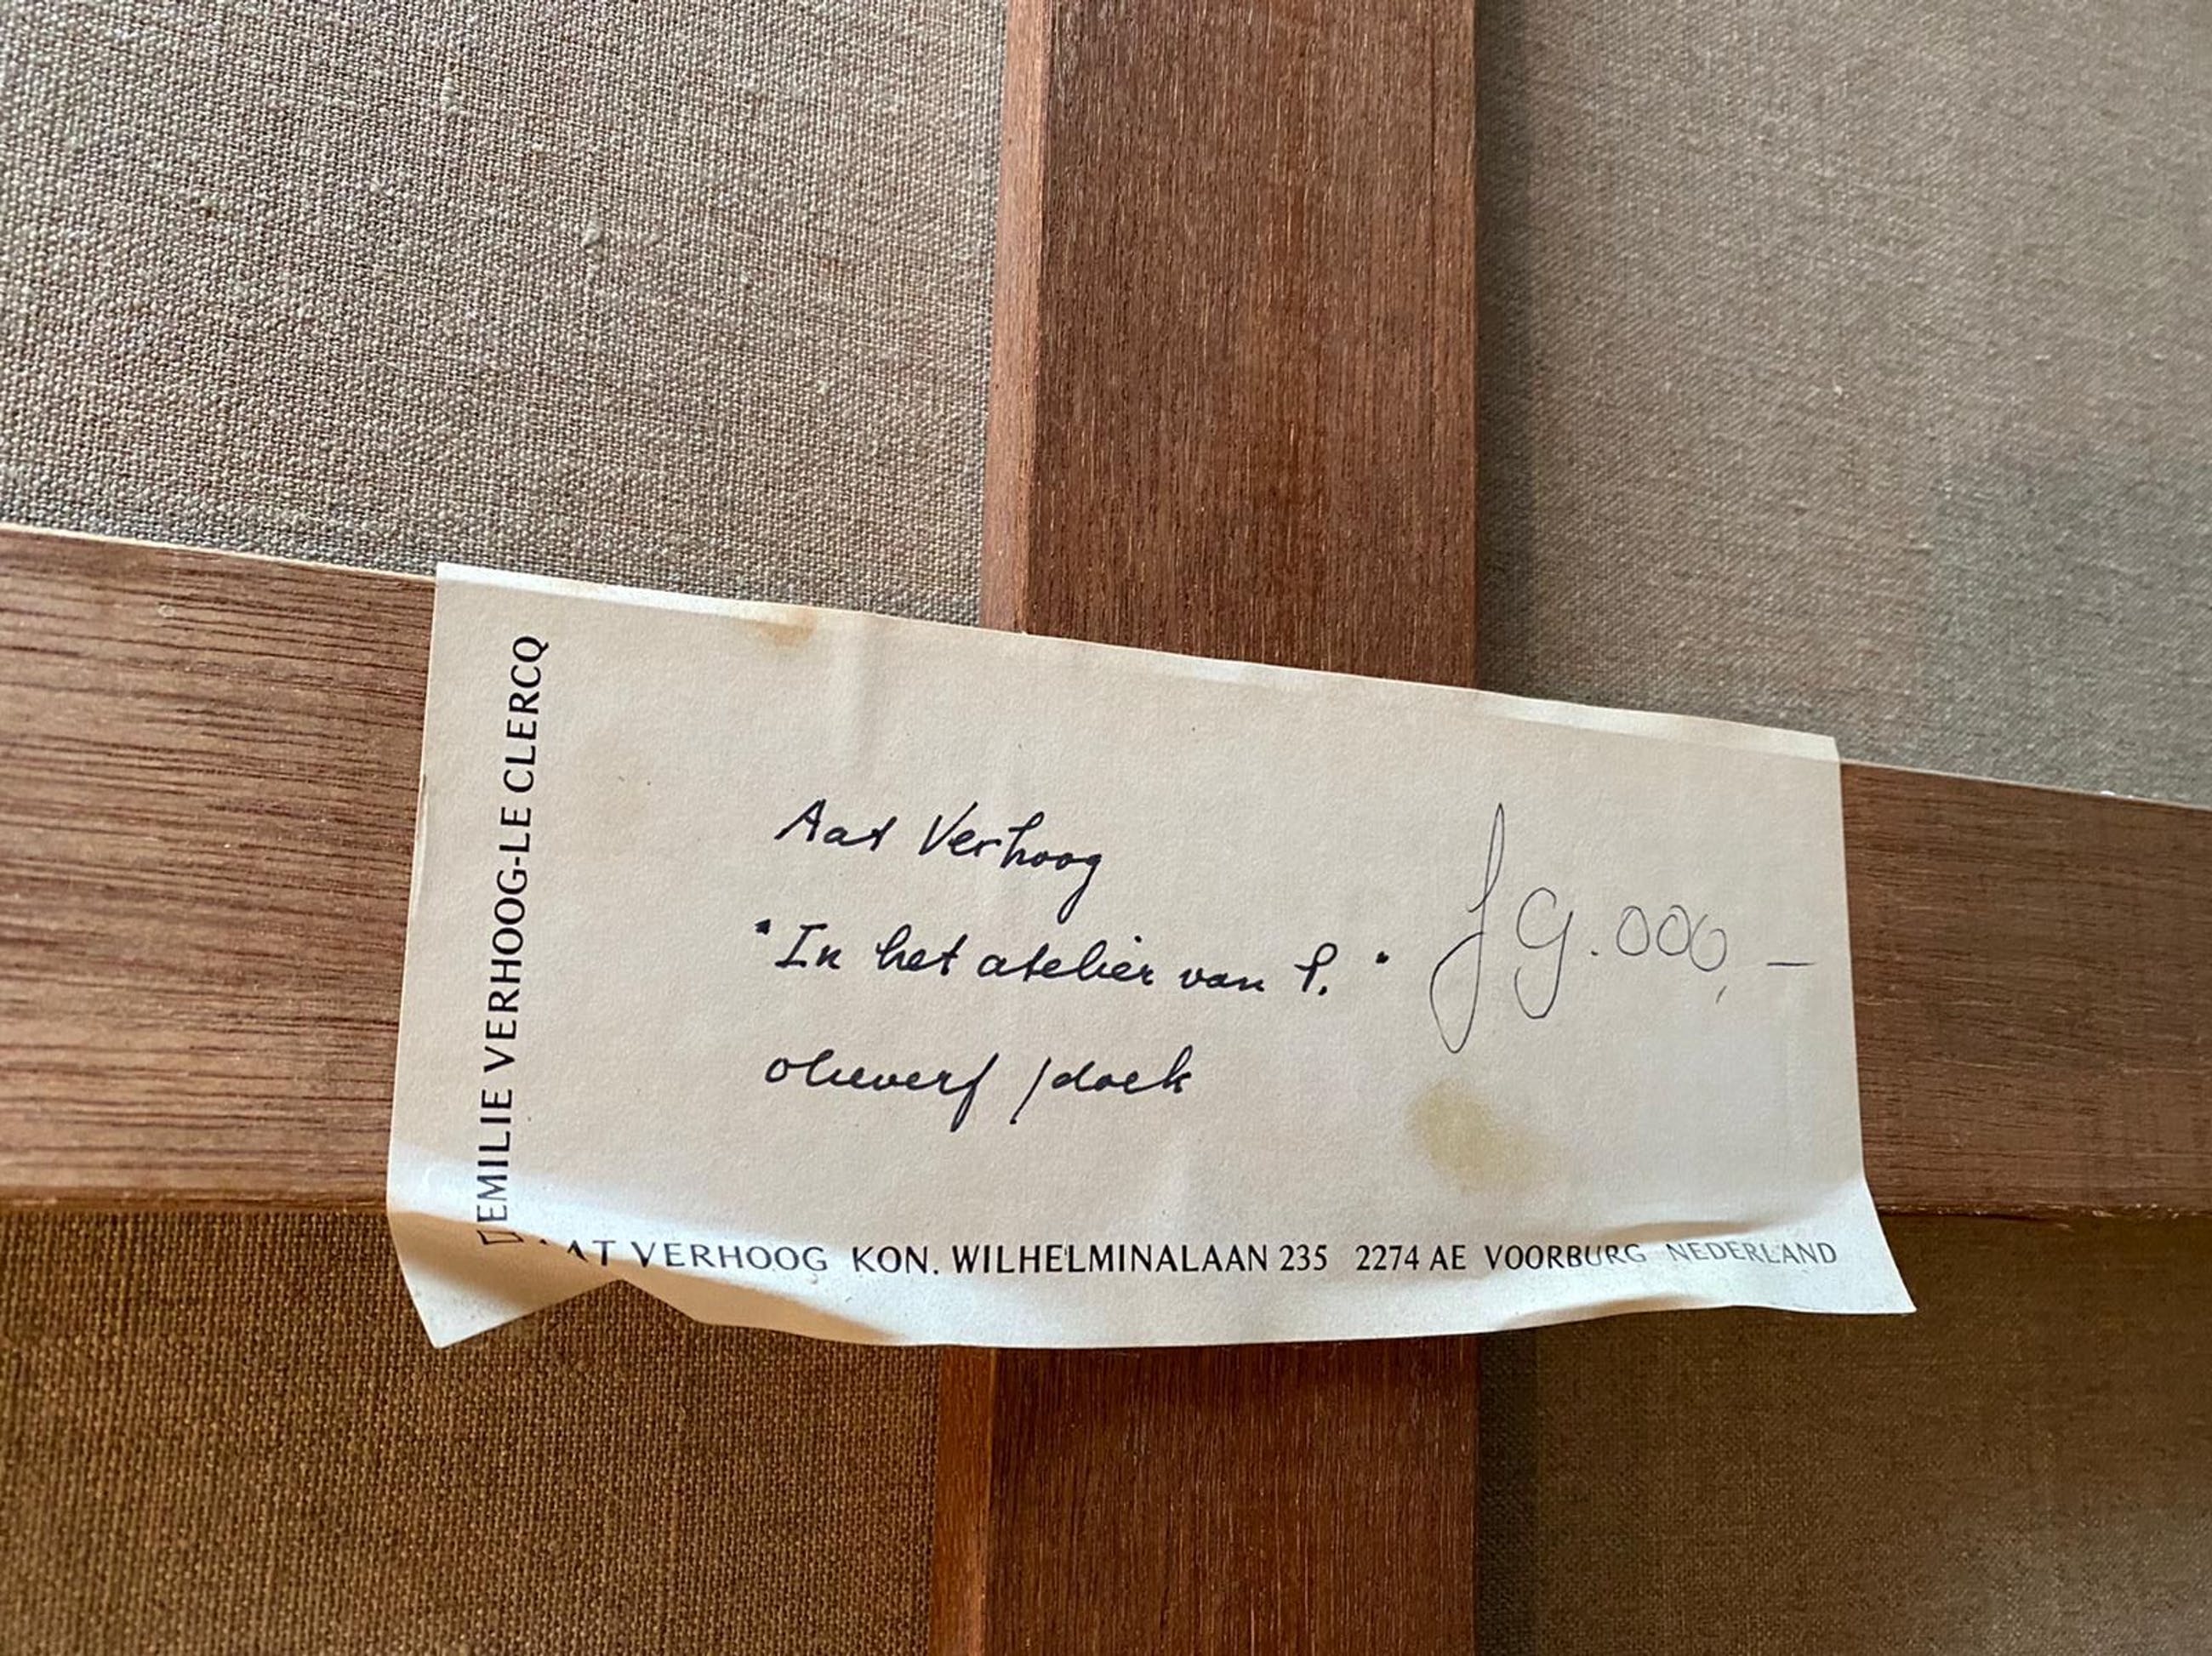 EMILIE VERHOOG-LE CLERCQ
Aat Verhoog
"In het atelier van P."
f 9.000,-
olieverf / doek
AAT VERHOOG KON. WILHELMINALAAN 235 2274 AE VOORBURG NEDERLAND